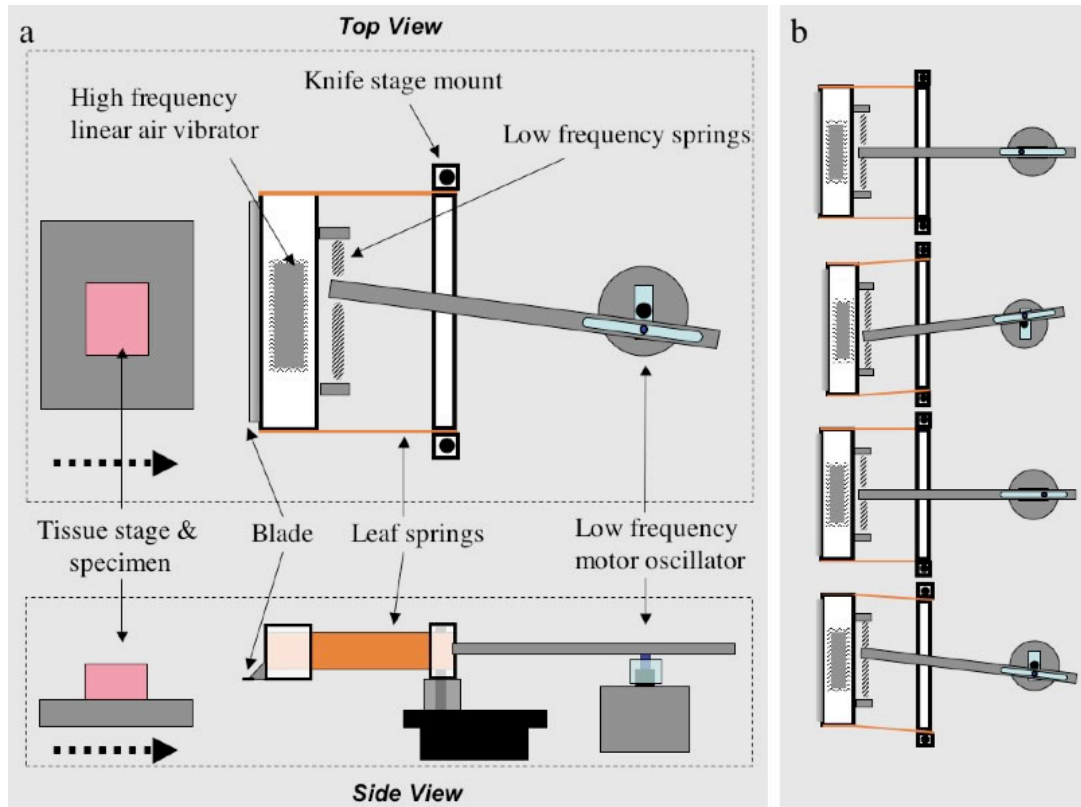 a
Top View
Knife stage mount
High frequency
linear air vibrator
Low frequency springs
Tissue stage &
specimen
Blade
Leaf springs
Low frequency
motor oscillator
Side View
b